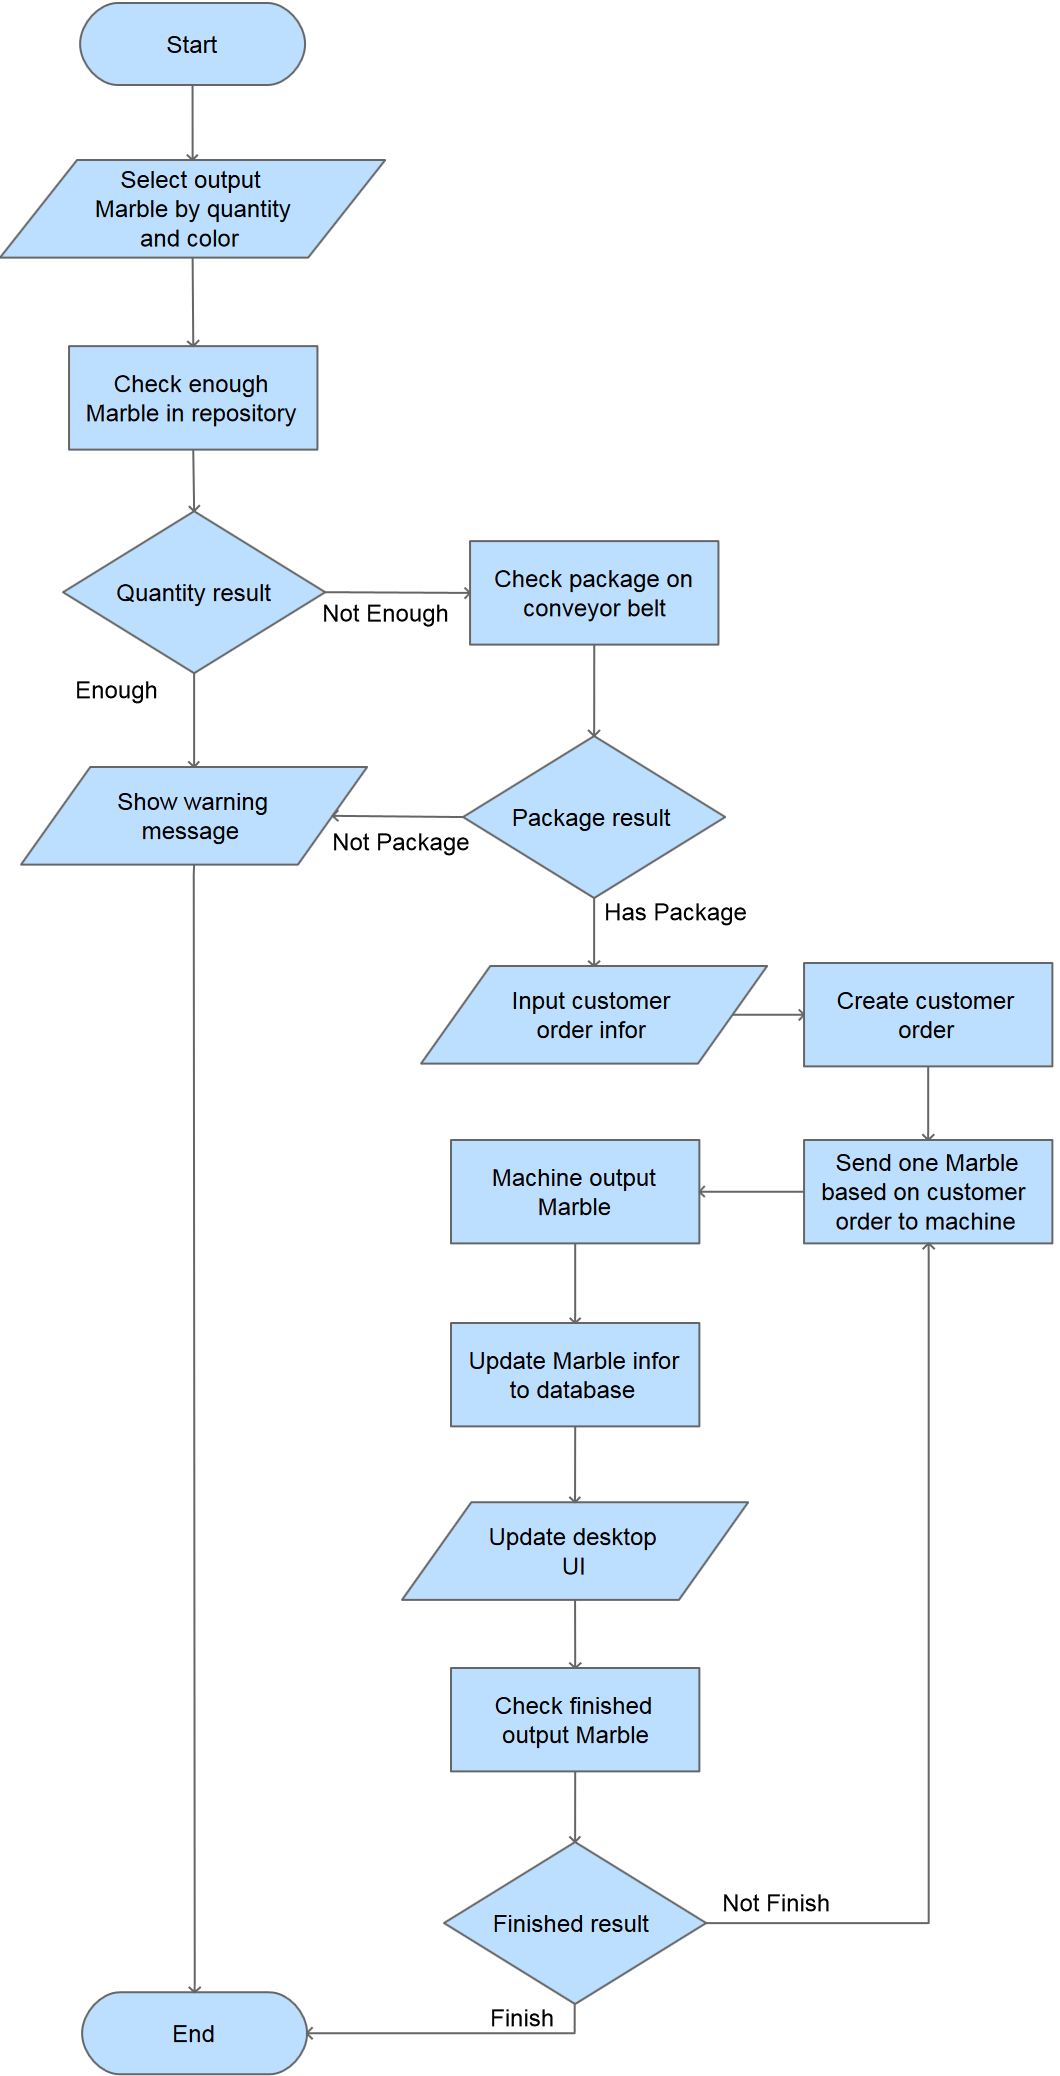 Start
Select output
Marble by quantity
and color
Check enough
Marble in repository
Quantity result
Not Enough
Check package on
conveyor belt
Enough
Show warning
message
Not Package
Package result
Has Package
Input customer
order infor
Create customer
order
Send one Marble
based on customer
order to machine
Machine output
Marble
Update Marble infor
to database
Update desktop
UI
Check finished
output Marble
Finished result
Not Finish
Finish
End